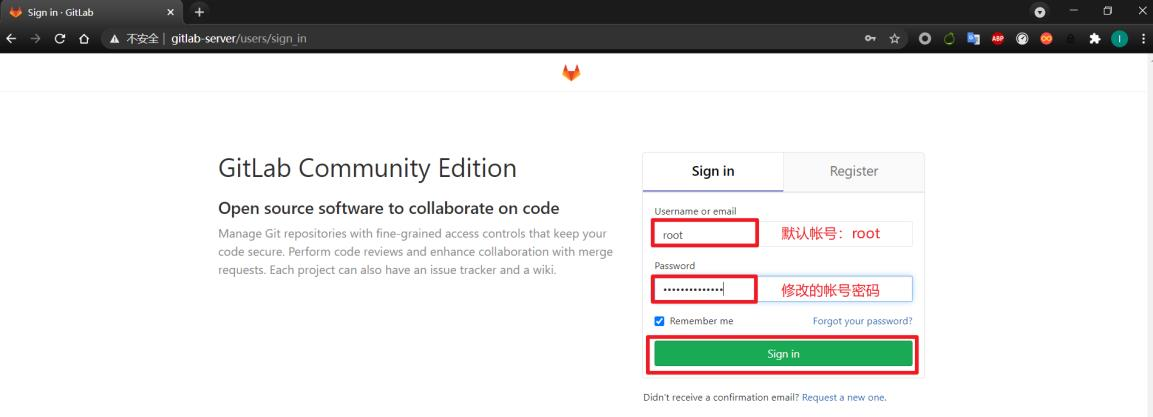 Sign in · GitLab
不安全 | gitlab-server/users/sign_in
ABP
I
GitLab Community Edition
Open source software to collaborate on code
Manage Git repositories with fine-grained access controls that keep your
code secure. Perform code reviews and enhance collaboration with merge
requests. Each project can also have an issue tracker and a wiki.
Sign in Register
Username or email
root 默认帐号：root
Password
•••••••••••••• 修改的帐号密码
Remember me Forgot your password?
Sign in
Didn't receive a confirmation email? Request a new one.